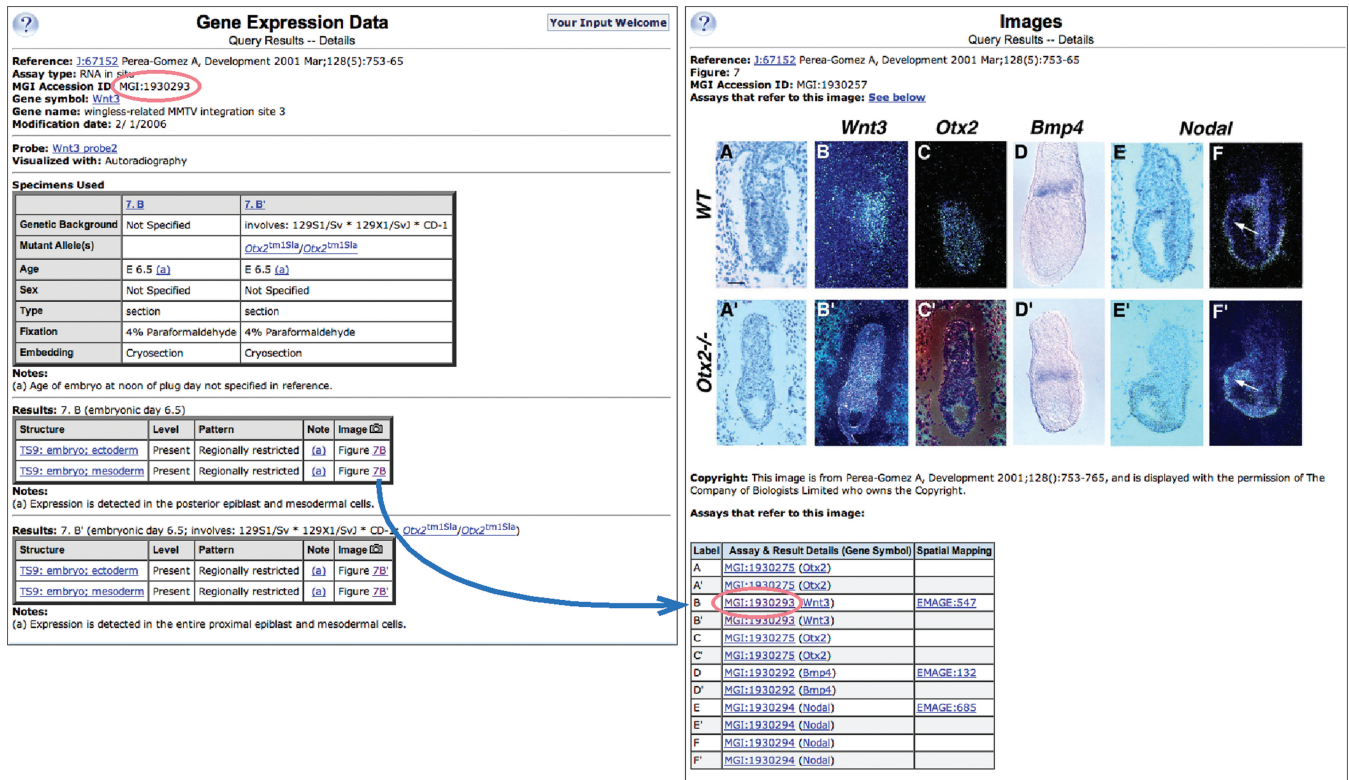 ?
Gene Expression Data
Your Input Welcome
Query Results -- Details
Reference: J:67152 Perea-Gomez A, Development 2001 Mar;128(5):753-65
Assay type: RNA in situ
MGI Accession ID: MGI:1930293
Gene symbol: Wnt3
Gene name: wingless-related MMTV integration site 3
Modification date: 2/ 1/2006
Probe: Wnt3 probe2
Visualized with: Autoradiography
Specimens Used
7. B 7. B'
Genetic Background Not Specified involves: 129S1/Sv * 129X1/SvJ * CD-1
Mutant Allele(s) Otx2tm1Sla/Otx2tm1Sla
Age E 6.5 (a) E 6.5 (a)
Sex Not Specified Not Specified
Type section section
Fixation 4% Paraformaldehyde 4% Paraformaldehyde
Embedding Cryosection Cryosection
Notes:
(a) Age of embryo at noon of plug day not specified in reference.
Results: 7. B (embryonic day 6.5)
Structure Level Pattern Note Image
TS9: embryo; ectoderm Present Regionally restricted (a) Figure 7B
TS9: embryo; mesoderm Present Regionally restricted (a) Figure 7B
Notes:
(a) Expression is detected in the posterior epiblast and mesodermal cells.
Results: 7. B' (embryonic day 6.5; involves: 129S1/Sv * 129X1/SvJ * CD-1; Otx2tm1Sla/Otx2tm1Sla)
Structure Level Pattern Note Image
TS9: embryo; ectoderm Present Regionally restricted (a) Figure 7B'
TS9: embryo; mesoderm Present Regionally restricted (a) Figure 7B'
Notes:
(a) Expression is detected in the entire proximal epiblast and mesodermal cells.
?
Images
Query Results -- Details
Reference: J:67152 Perea-Gomez A, Development 2001 Mar;128(5):753-65
Figure: 7
MGI Accession ID: MGI:1930257
Assays that refer to this image: See below
Wnt3 Otx2 Bmp4 Nodal
WT
A B C D E F
Otx2-/-
A' B' C' D' E' F'
Copyright: This image is from Perea-Gomez A, Development 2001;128():753-765, and is displayed with the permission of The
Company of Biologists Limited who owns the Copyright.
Assays that refer to this image:
Label Assay & Result Details (Gene Symbol) Spatial Mapping
A MGI:1930275 (Otx2)
A' MGI:1930275 (Otx2)
B MGI:1930293 (Wnt3) EMAGE:547
B' MGI:1930293 (Wnt3)
C MGI:1930275 (Otx2)
C' MGI:1930275 (Otx2)
D MGI:1930292 (Bmp4) EMAGE:132
D' MGI:1930292 (Bmp4)
E MGI:1930294 (Nodal) EMAGE:685
E' MGI:1930294 (Nodal)
F MGI:1930294 (Nodal)
F' MGI:1930294 (Nodal)